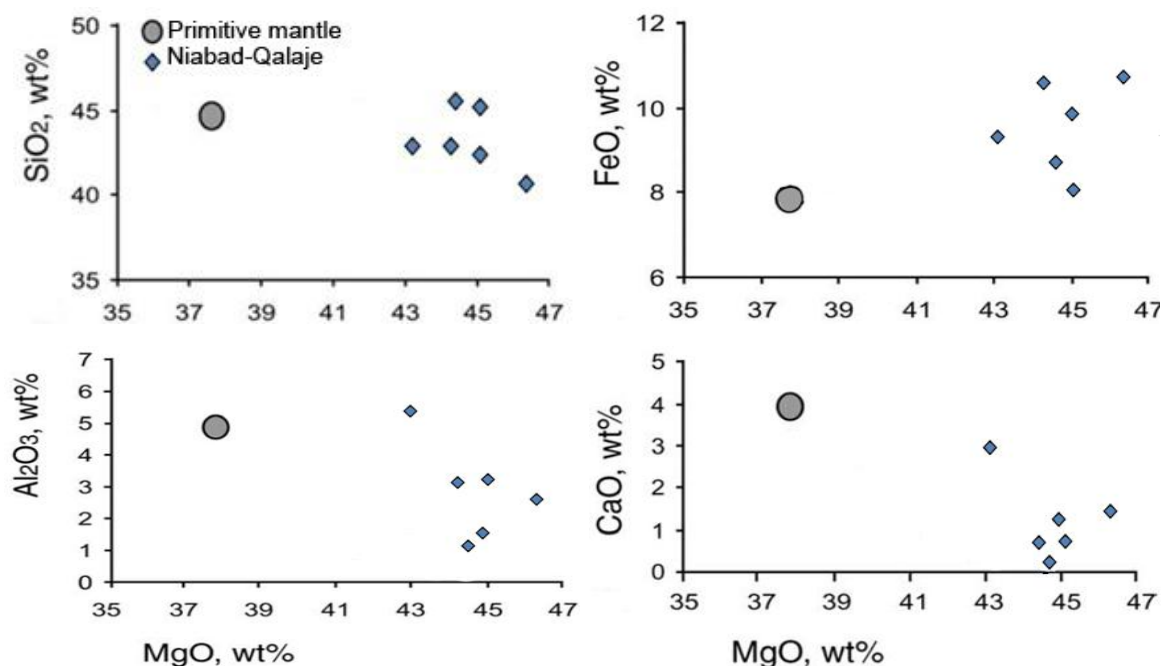 50
45
40
35
SiO2, wt%
Primitive mantle
Niabad-Qalaje
35 37 39 41 43 45 47
12
10
8
6
FeO, wt%
35 37 39 41 43 45 47
7
6
5
4
3
2
1
0
Al2O3, wt%
35 37 39 41 43 45 47
MgO, wt%
5
4
3
2
1
0
CaO, wt%
35 37 39 41 43 45 47
MgO, wt%